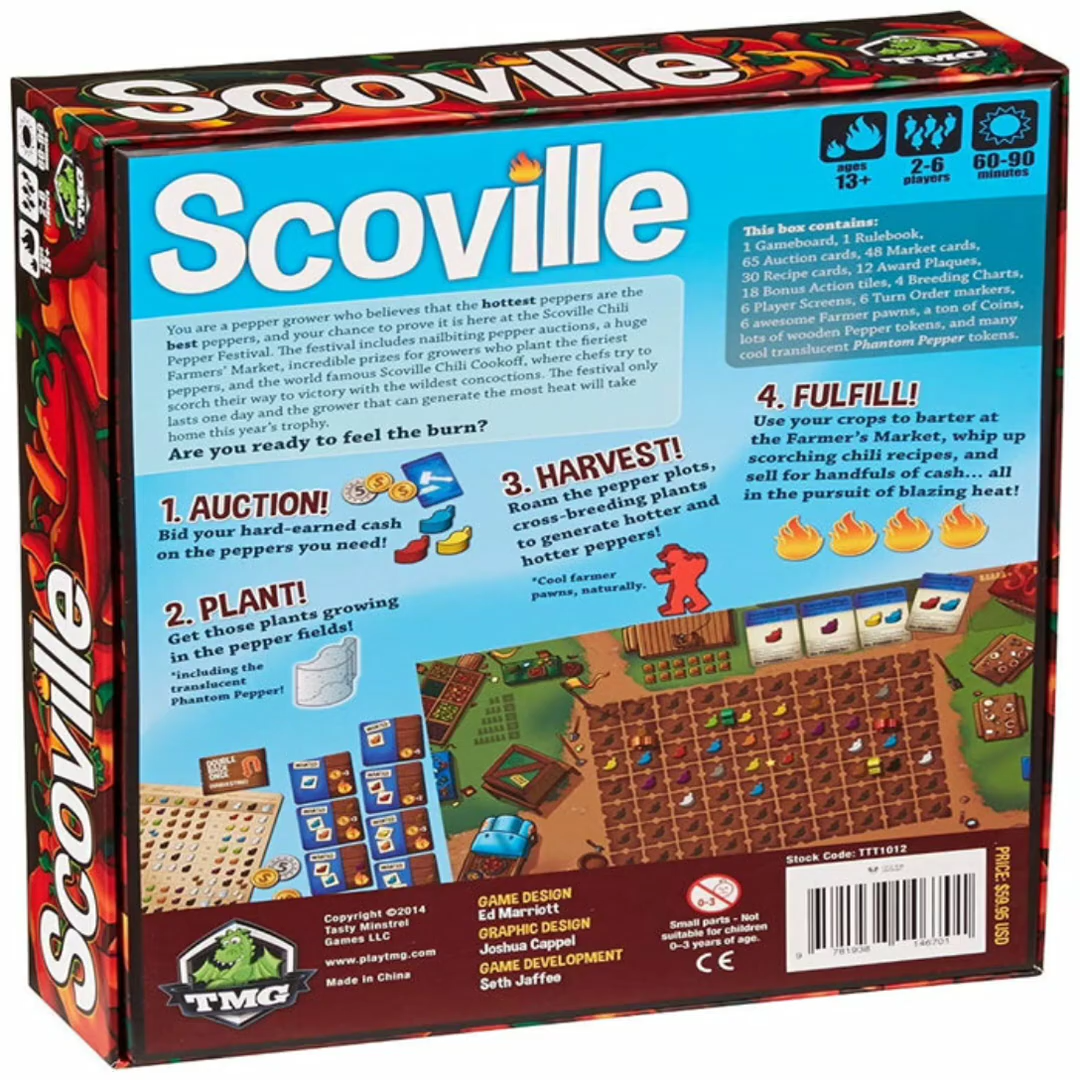 Scoville
TMG
TMG
Scoville
Scoville
ages
13+
2-6
players
60-90
minutes
You are a pepper grower who believes that the hottest peppers are the
best peppers, and your chance to prove it is here at the Scoville Chili
Pepper Festival. The festival includes nailbiting pepper auctions, a huge
Farmers' Market, incredible prizes for growers who plant the fieriest
peppers, and the world famous Scoville Chili Cookoff, where chefs try to
scorch their way to victory with the wildest concoctions. The festival only
lasts one day and the grower that can generate the most heat will take
home this year's trophy.
Are you ready to feel the burn?
This box contains:
1 Gameboard, 1 Rulebook,
65 Auction cards, 48 Market cards,
30 Recipe cards, 12 Award Plaques,
18 Bonus Action tiles, 4 Breeding Charts,
6 Player Screens, 6 Turn Order markers,
6 awesome Farmer pawns, a ton of Coins,
lots of wooden Pepper tokens, and many
cool translucent Phantom Pepper tokens.
1. AUCTION!
Bid your hard-earned cash
on the peppers you need!
2. PLANT!
Get those plants growing
in the pepper fields!
*including the
translucent
Phantom Pepper!
3. HARVEST!
Roam the pepper plots,
cross-breeding plants
to generate hotter and
hotter peppers!
*Cool farmer
pawns, naturally.
4. FULFILL!
Use your crops to barter at
the Farmer's Market, whip up
scorching chili recipes, and
sell for handfuls of cash... all
in the pursuit of blazing heat!
DOUBLE
BACK
ONCE
TMG
Copyright ©2014
Tasty Minstrel
Games LLC
www.playtmg.com
Made in China
GAME DESIGN
Ed Marriott
GRAPHIC DESIGN
Joshua Cappel
GAME DEVELOPMENT
Seth Jaffee
0-3
Small parts - Not
suitable for children
0-3 years of age.
CE
Stock Code: TTT1012
9 781938 146701
PRICE: $59.95 USD